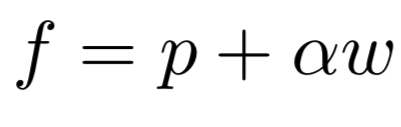 f = p + αw